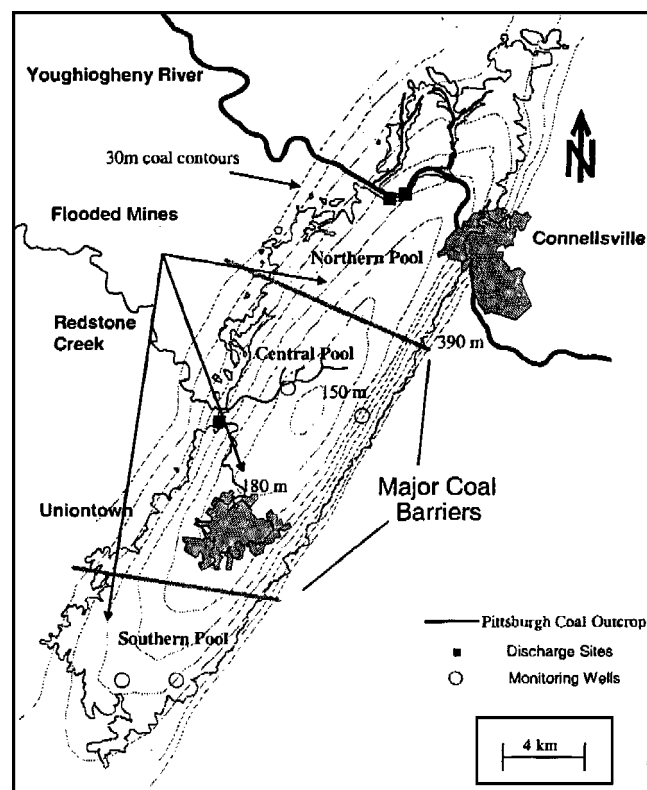 Youghiogheny River
30m coal contours
Flooded Mines
N
Connellsville
Northern Pool
Redstone
Creek
390 m
Central Pool
150 m
180 m
Major Coal
Barriers
Uniontown
Southern Pool
Pittsburgh Coal Outcrop
Discharge Sites
Monitoring Wells
4 km